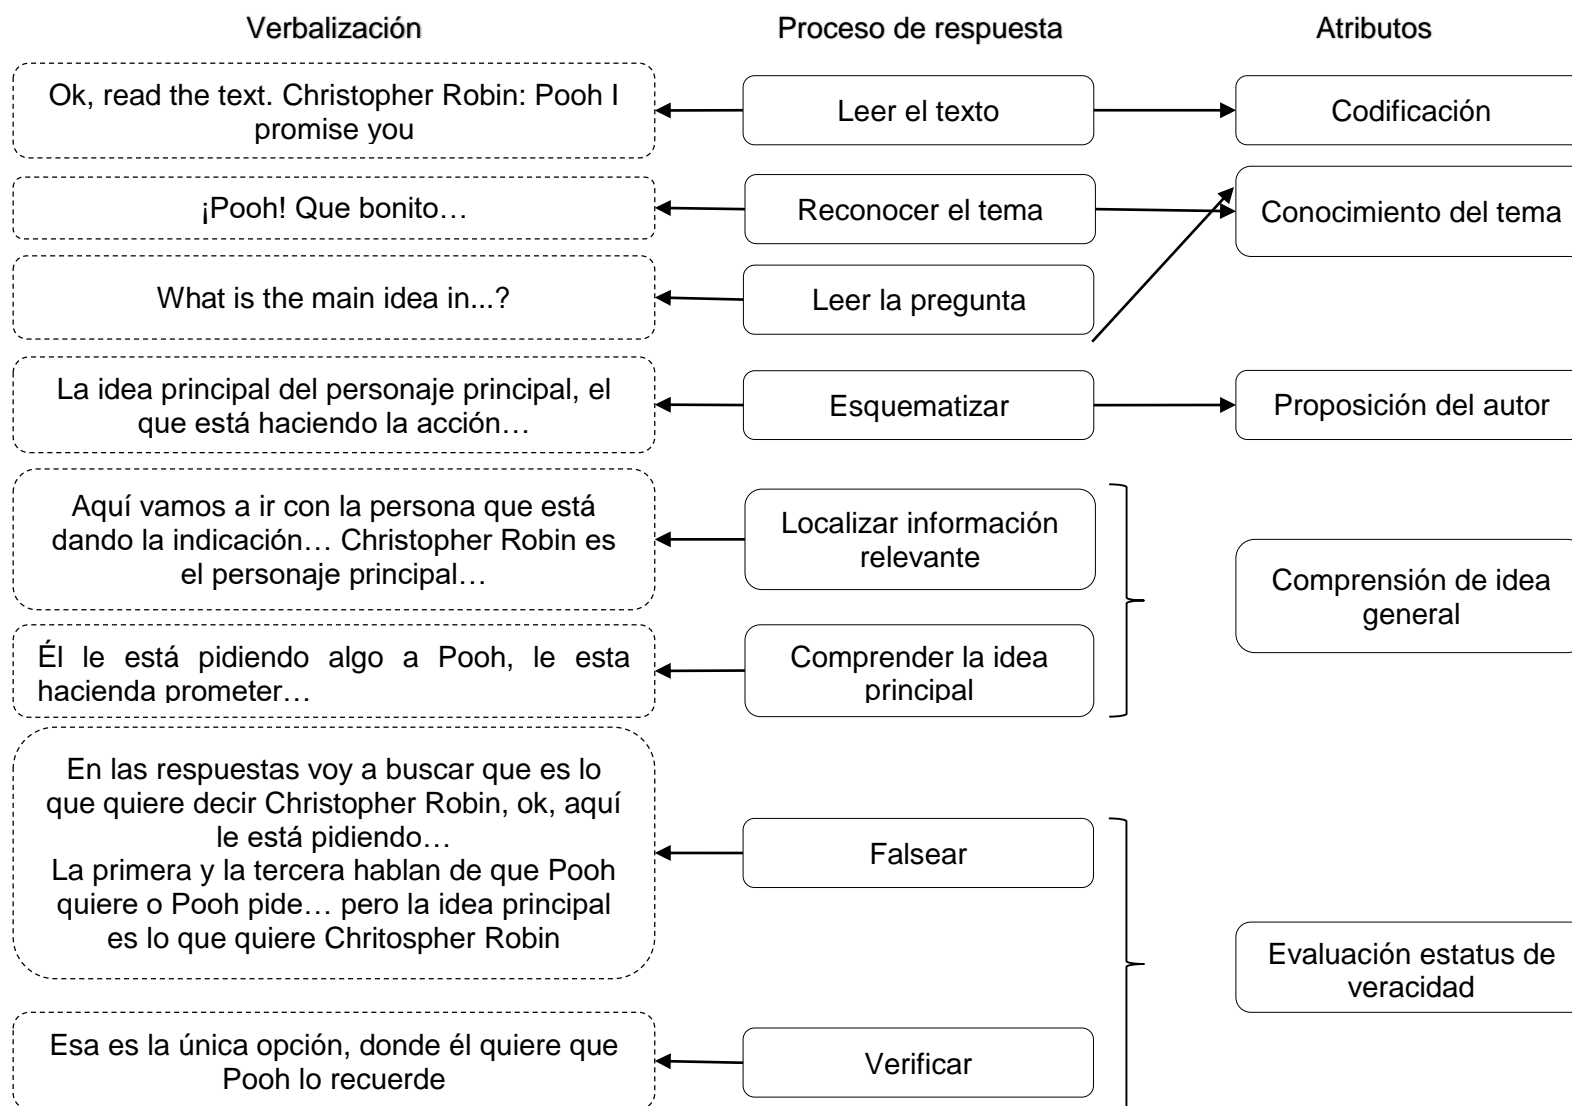 Verbalización Proceso de respuesta Atributos
Ok, read the text. Christopher Robin: Pooh I
promise you
Leer el texto
Codificación
¡Pooh! Que bonito…
Reconocer el tema
Conocimiento del tema
What is the main idea in...?
Leer la pregunta
La idea principal del personaje principal, el
que está haciendo la acción…
Esquematizar
Proposición del autor
Aquí vamos a ir con la persona que está
dando la indicación… Christopher Robin es
el personaje principal…
Localizar información
relevante
Comprensión de idea
general
Él le está pidiendo algo a Pooh, le esta
hacienda prometer…
Comprender la idea
principal
En las respuestas voy a buscar que es lo
que quiere decir Christopher Robin, ok, aquí
le está pidiendo…
La primera y la tercera hablan de que Pooh
quiere o Pooh pide… pero la idea principal
es lo que quiere Chritospher Robin
Falsear
Evaluación estatus de
veracidad
Esa es la única opción, donde él quiere que
Pooh lo recuerde
Verificar